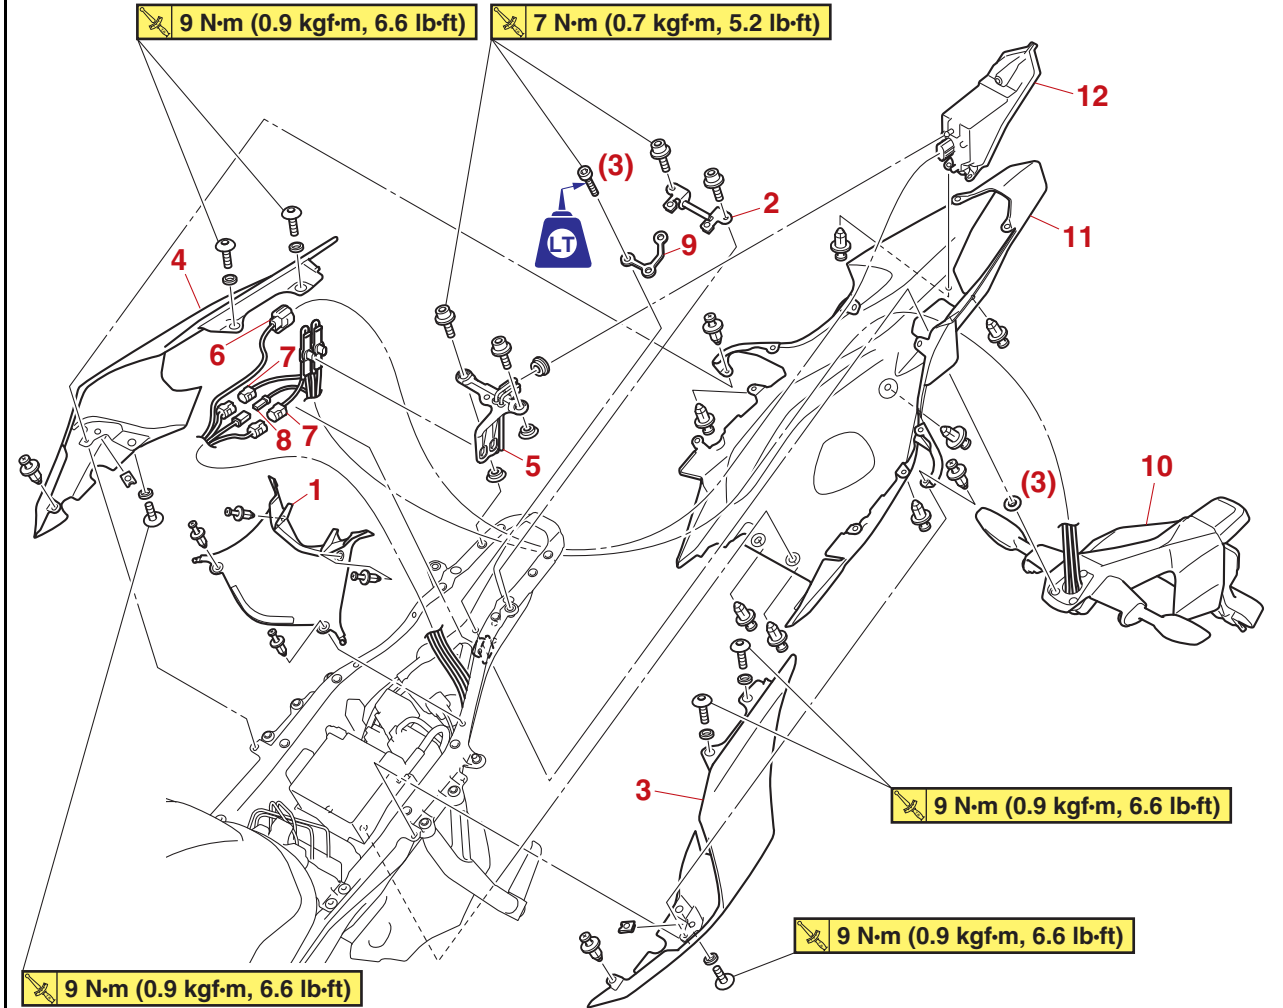 9 N·m (0.9 kgf·m, 6.6 lb·ft)
7 N·m (0.7 kgf·m, 5.2 lb·ft)
12
(3)
2
11
LT
9
4
6
7
8
7
5
1
(3)
10
3
9 N·m (0.9 kgf·m, 6.6 lb·ft)
9 N·m (0.9 kgf·m, 6.6 lb·ft)
9 N·m (0.9 kgf·m, 6.6 lb·ft)